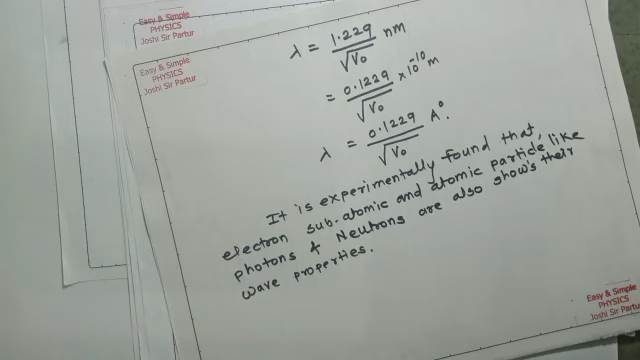 Easy & Simple
PHYSICS
Joshi Sir Partur
Easy & Simple
PHYSICS
Joshi Sir Partur
λ = 1.229/√V₀ nm
= 0.1229/√V₀ × 10⁻¹⁰ m
λ = 0.1229/√V₀ A°.
It is experimentally found that,
electron sub-atomic and atomic particle, like
photons & Neutrons are also show's their
wave properties.
Easy & Simple
PHYSICS
Joshi Sir Partur